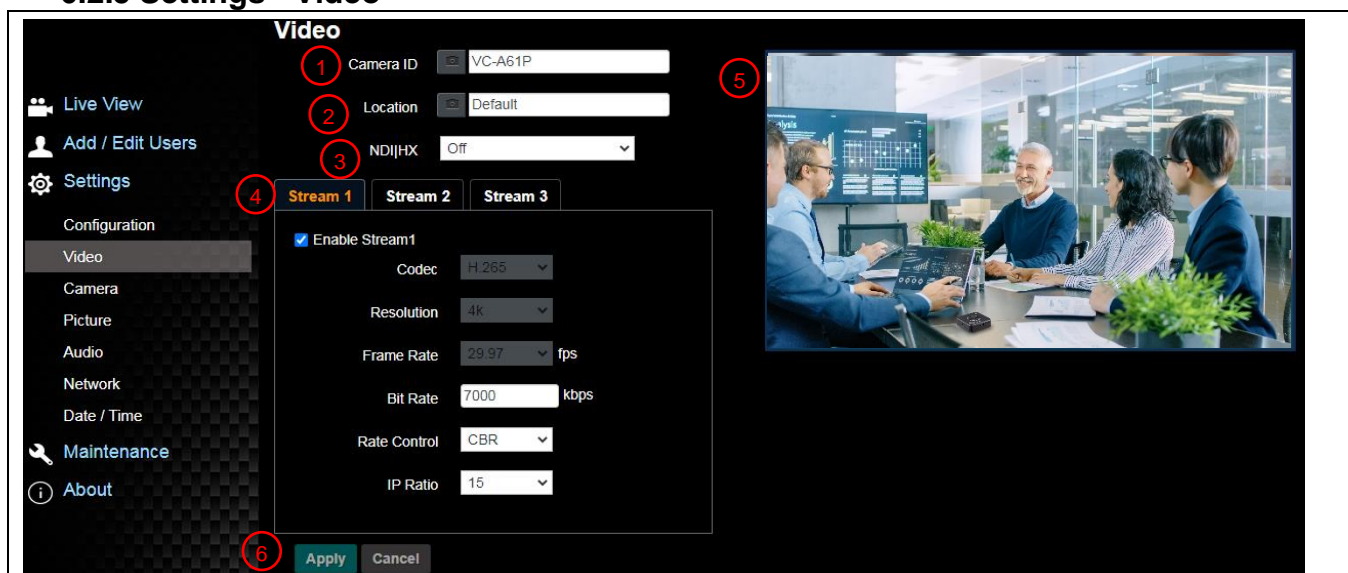 Settings - Video
Video
1 Camera ID VC-A61P
2 Location Default
3 NDI|HX Off
4 Stream 1 Stream 2 Stream 3
Enable Stream1
Codec H.265
Resolution 4K
Frame Rate 29.97 fps
Bit Rate 7000 kbps
Rate Control CBR
IP Ratio 15
6 Apply Cancel
Live View
Add / Edit Users
Settings
Configuration
Video
Camera
Picture
Audio
Network
Date / Time
Maintenance
About
5
alysis